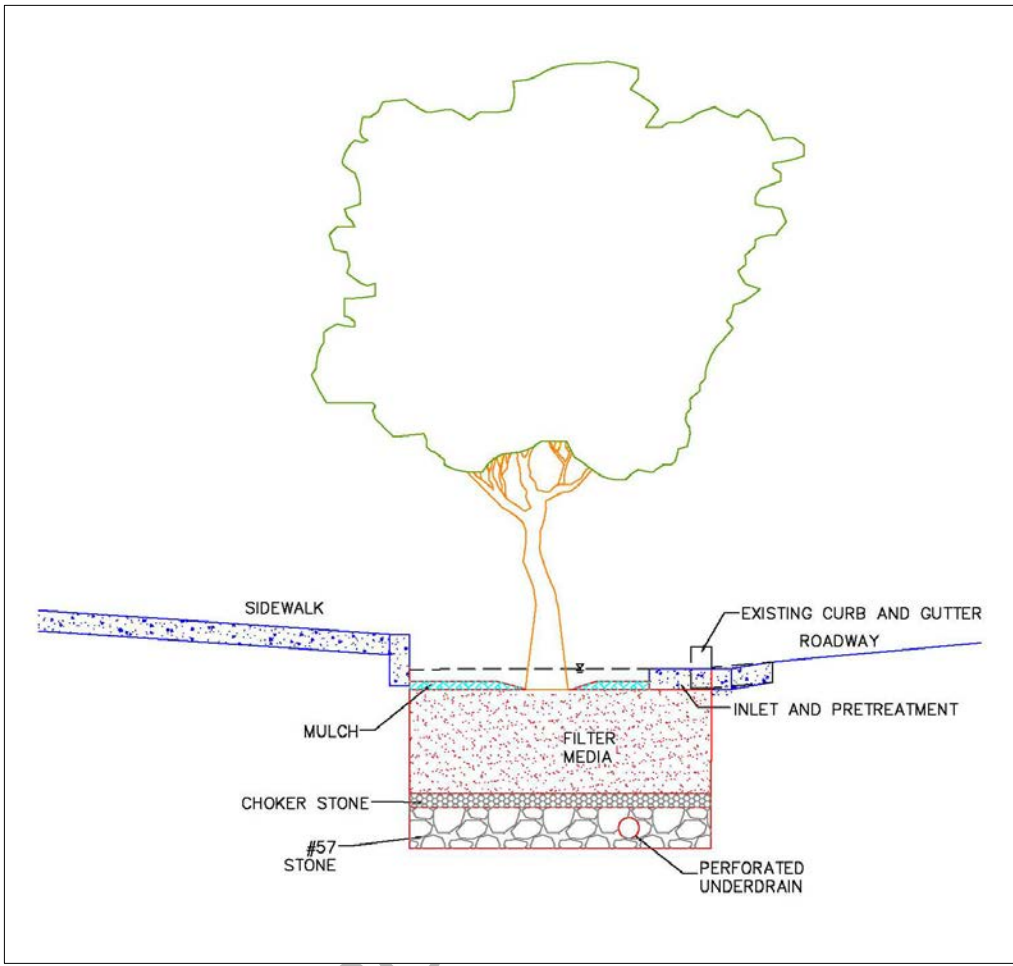 SIDEWALK
EXISTING CURB AND GUTTER
ROADWAY
INLET AND PRETREATMENT
MULCH
FILTER
MEDIA
CHOKER STONE
#57
STONE
PERFORATED
UNDERDRAIN